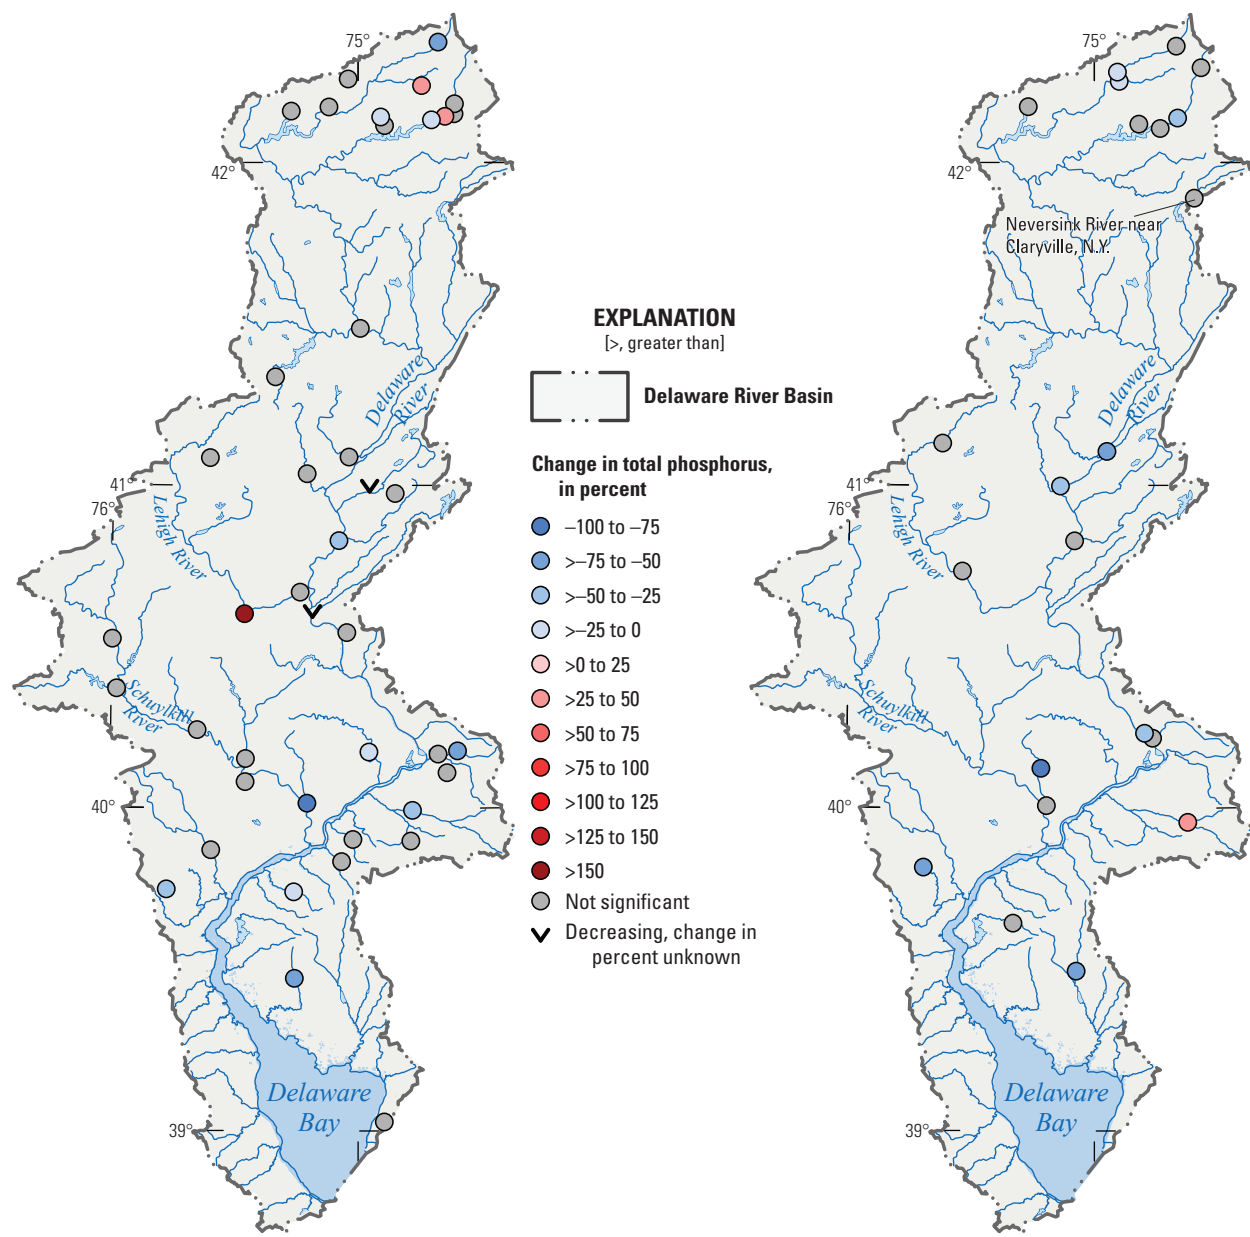 75°
42°
Delaware
River
41°
76°
Lehigh River
Schuylkill
River
40°
Delaware
Bay
39°
EXPLANATION
[>, greater than]
Delaware River Basin
Change in total phosphorus,
in percent
–100 to –75
>–75 to –50
>–50 to –25
>–25 to 0
>0 to 25
>25 to 50
>50 to 75
>75 to 100
>100 to 125
>125 to 150
>150
Not significant
Decreasing, change in
percent unknown
75°
42°
Neversink River near
Claryville, N.Y.
Delaware
River
41°
76°
Lehigh River
Schuylkill
River
40°
Delaware
Bay
39°